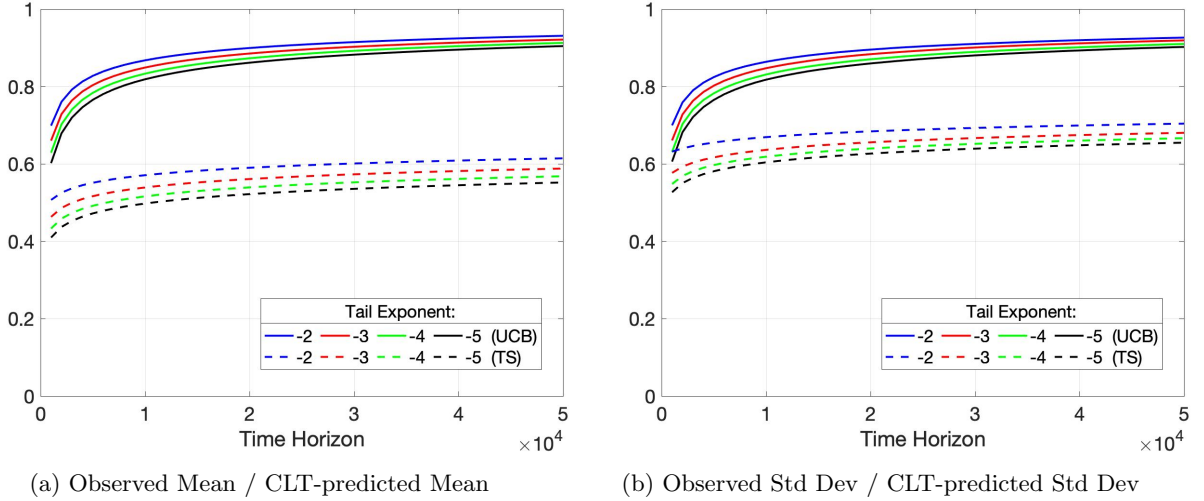 1
0.8
0.6
0.4
0.2
0
0 1 2 3 4 5
×10^4
Time Horizon
Tail Exponent:
-2 -3 -4 -5 (UCB)
-2 -3 -4 -5 (TS)
(a) Observed Mean / CLT-predicted Mean
1
0.8
0.6
0.4
0.2
0
0 1 2 3 4 5
×10^4
Time Horizon
Tail Exponent:
-2 -3 -4 -5 (UCB)
-2 -3 -4 -5 (TS)
(b) Observed Std Dev / CLT-predicted Std Dev